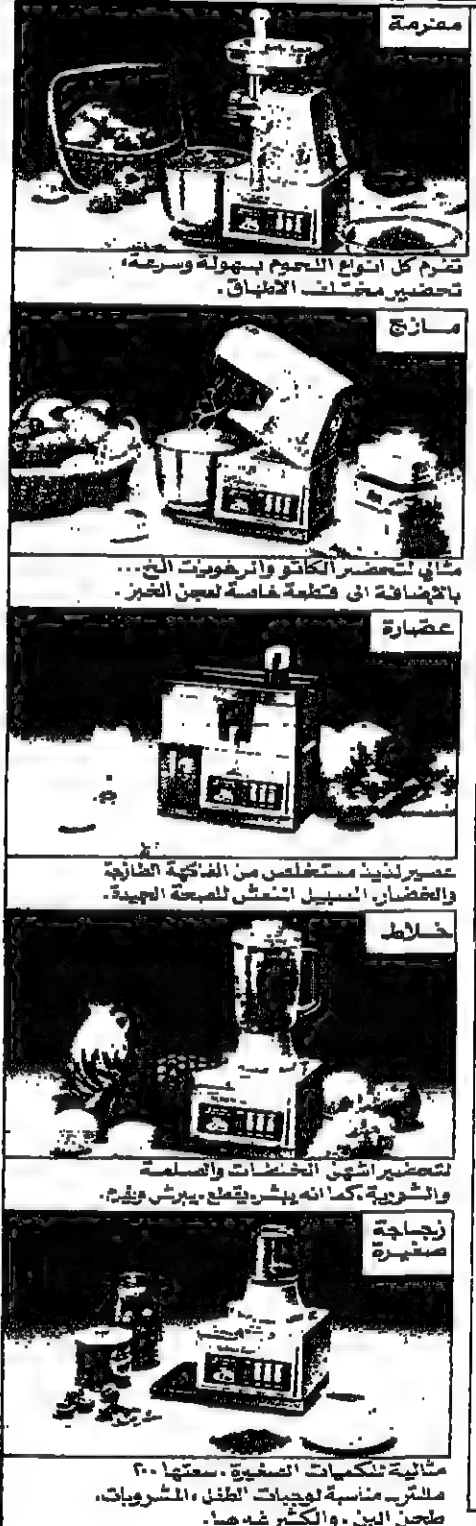 مفرمة
تفرم كل انواع اللحوم بسهولة وسرعة،
تحضير مختلف الاطباق.
مازج
مثالي لتحضير الكاتو والرغويات الخ...
بالاضافة الى قطعة خاصة لعجن الخبز.
عصارة
عصير لذيذ مستخلص من الفاكهة الطازجة
والخضار. السبيل المنعش للصحة الجيدة.
خلاط
لتحضير اشهى الخلطات والصلصة
والشوربة. كما انه يبشر، يقطع، يبرش ويفرم.
زجاجة
صغيرة
مثالية للكميات الصغيرة. سعتها ٢٠٠
مللتر. مناسبة لوجبات الطفل، المشروبات،
طحن البن. والكثير غيرها.